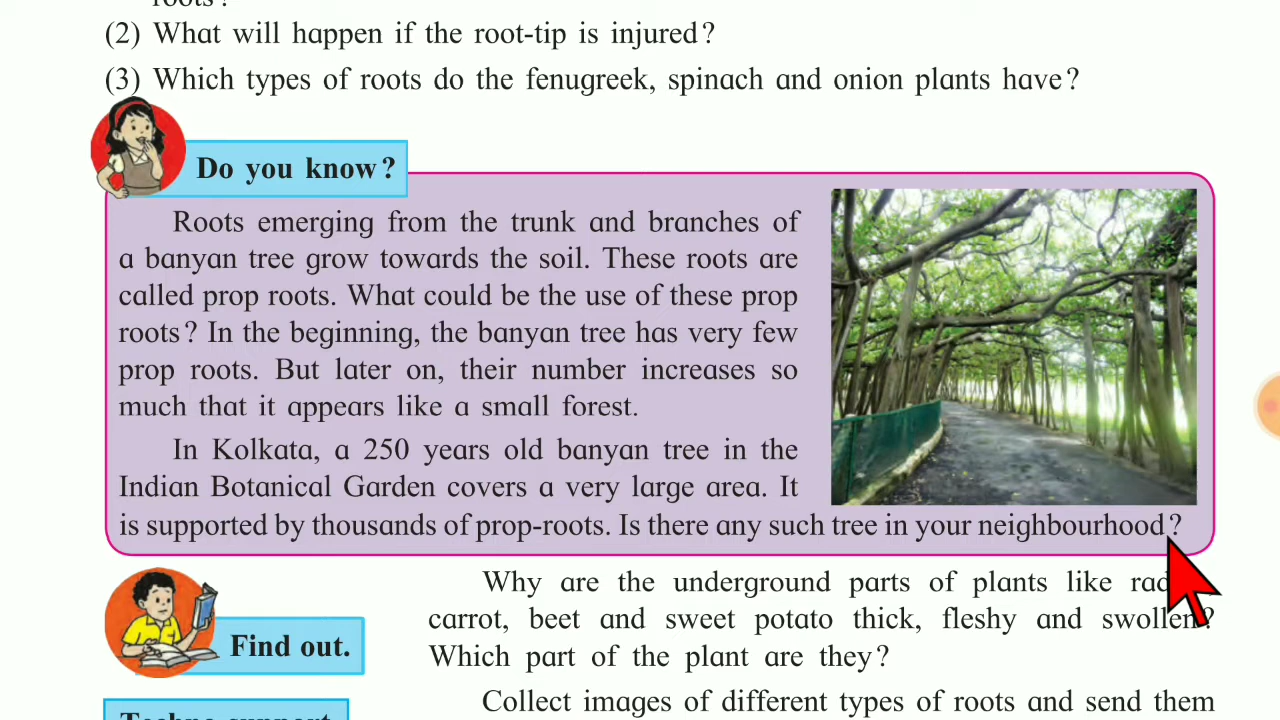 roots?
(2) What will happen if the root-tip is injured?
(3) Which types of roots do the fenugreek, spinach and onion plants have?
Do you know?
Roots emerging from the trunk and branches of
a banyan tree grow towards the soil. These roots are
called prop roots. What could be the use of these prop
roots? In the beginning, the banyan tree has very few
prop roots. But later on, their number increases so
much that it appears like a small forest.
In Kolkata, a 250 years old banyan tree in the
Indian Botanical Garden covers a very large area. It
is supported by thousands of prop-roots. Is there any such tree in your neighbourhood?
Find out.
Why are the underground parts of plants like
carrot, beet and sweet potato thick, fleshy and swollen?
Which part of the plant are they?
Techno support
Collect images of different types of roots and send them